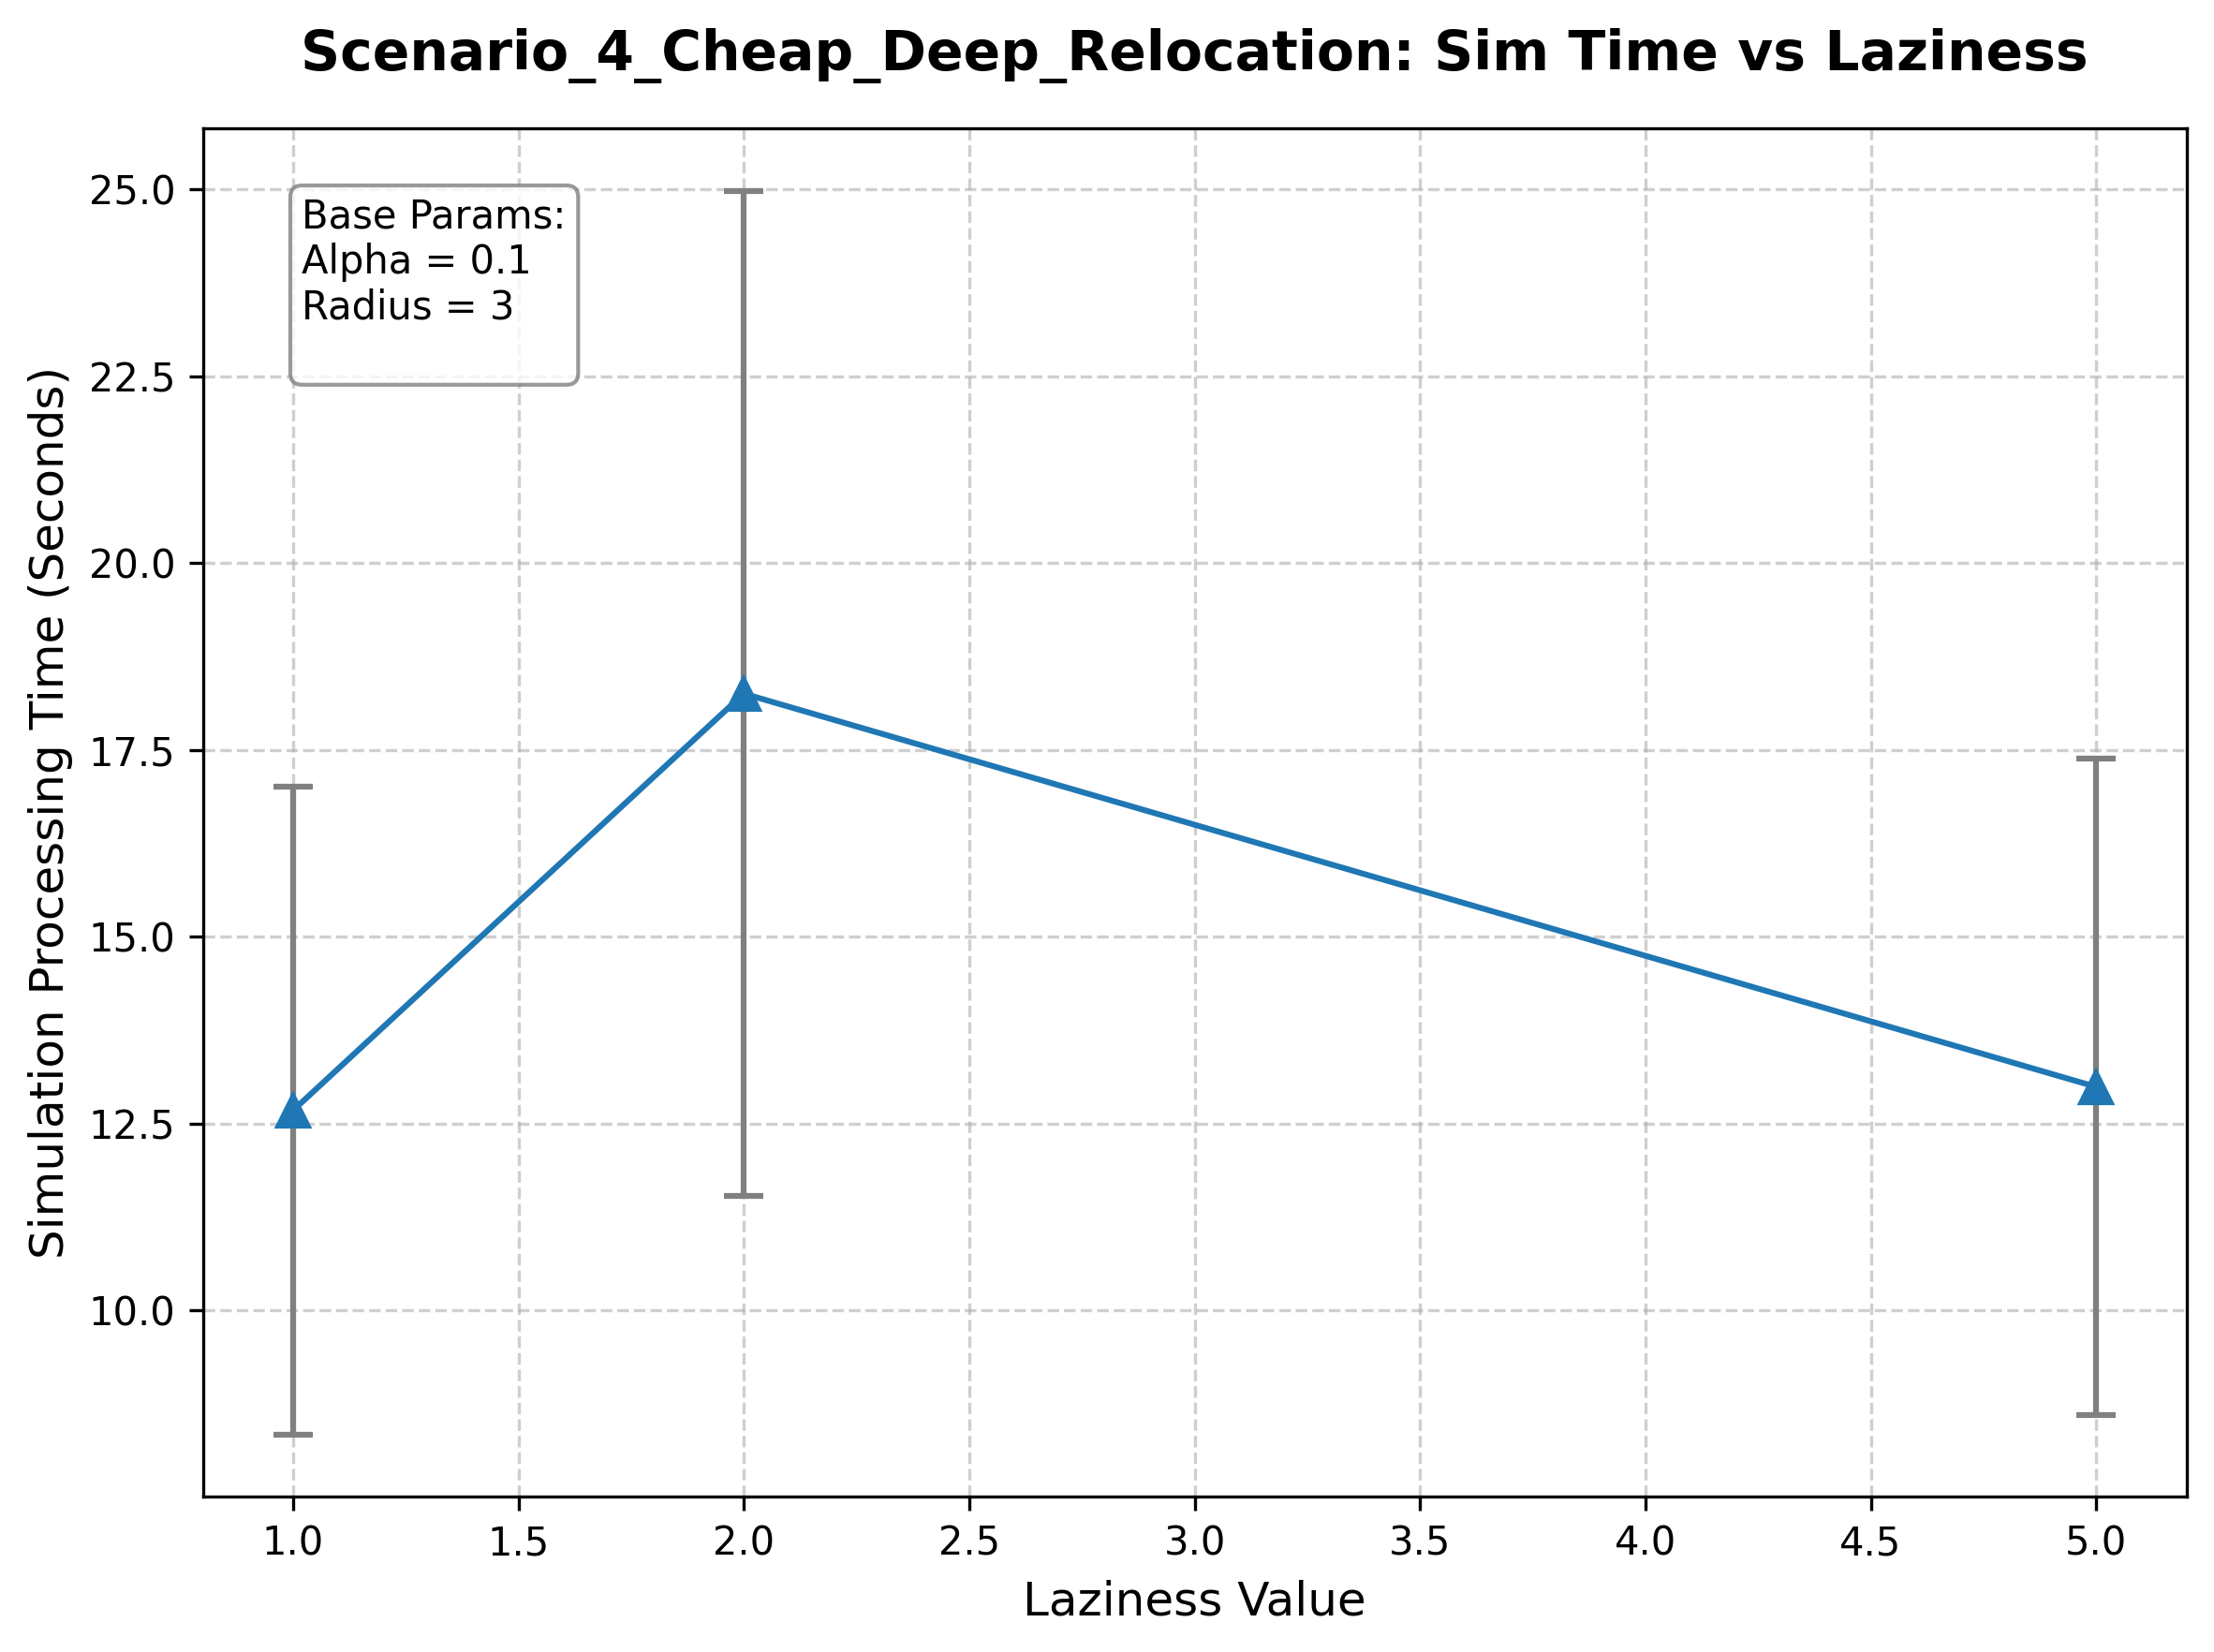 Scenario_4_Cheap_Deep_Relocation: Sim Time vs Laziness
Base Params:
Alpha = 0.1
Radius = 3
Simulation Processing Time (Seconds)
25.0
22.5
20.0
17.5
15.0
12.5
10.0
1.0 1.5 2.0 2.5 3.0 3.5 4.0 4.5 5.0
Laziness Value